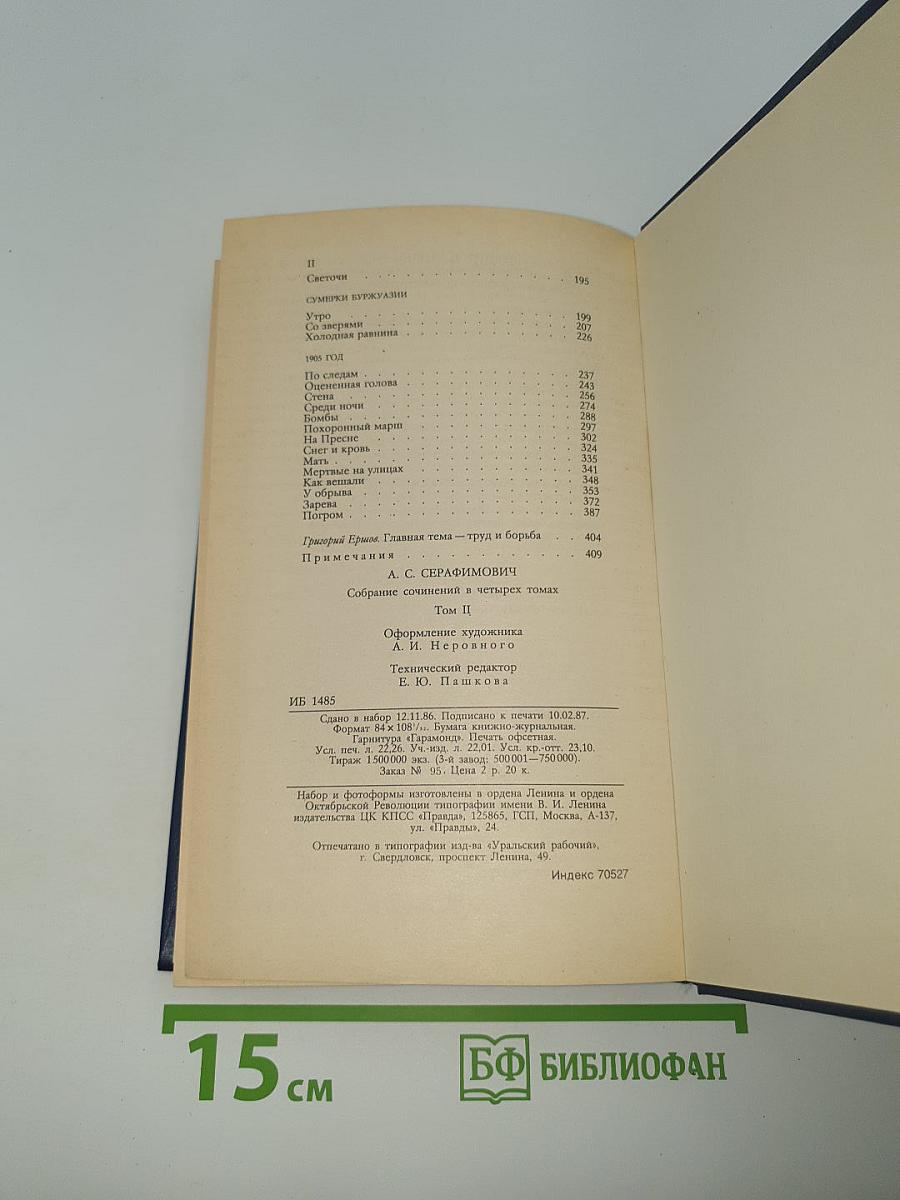 II
Светочи . . . . . . . . . . . . . . 195
СУМЕРКИ БУРЖУАЗИИ
Утро . . . . . . . . . . . . . . . 199
Со зверями . . . . . . . . . . . . . 207
Холодная равнина . . . . . . . . . . . 226
1905 ГОД
По следам . . . . . . . . . . . . . . 237
Оцененная голова . . . . . . . . . . . 243
Стена . . . . . . . . . . . . . . . 256
Среди ночи . . . . . . . . . . . . . 274
Бомбы . . . . . . . . . . . . . . . 288
Похоронный марш . . . . . . . . . . . 297
На Пресне . . . . . . . . . . . . . . 302
Снег и кровь . . . . . . . . . . . . . 324
Мать . . . . . . . . . . . . . . . 335
Мертвые на улицах . . . . . . . . . . . 341
Как вешали . . . . . . . . . . . . . 348
У обрыва . . . . . . . . . . . . . . 353
Зарева . . . . . . . . . . . . . . . 372
Погром . . . . . . . . . . . . . . . 387
Григорий Ершов. Главная тема — труд и борьба . . 404
Примечания . . . . . . . . . . . . 409
А. С. СЕРАФИМОВИЧ
Собрание сочинений в четырех томах
Том II
Оформление художника
А. И. Неровного
Технический редактор
Е. Ю. Пашкова
ИБ 1485
Сдано в набор 12.11.86. Подписано к печати 10.02.87.
Формат 84×108¹/₃₂. Бумага книжно-журнальная.
Гарнитура «Гарамонд». Печать офсетная.
Усл. печ. л. 22,26. Уч.-изд. л. 22,01. Усл. кр.-отт. 23,10.
Тираж 1 500 000 экз. (3-й завод: 500 001—750 000).
Заказ № 95. Цена 2 р. 20 к.
Набор и фотоформы изготовлены в ордена Ленина и ордена
Октябрьской Революции типографии имени В. И. Ленина
издательства ЦК КПСС «Правда», 125865, ГСП, Москва, А-137,
ул. «Правды», 24.
Отпечатано в типографии изд-ва «Уральский рабочий»,
г. Свердловск, проспект Ленина, 49.
Индекс 70527
15 см БФ БИБЛИОФАН